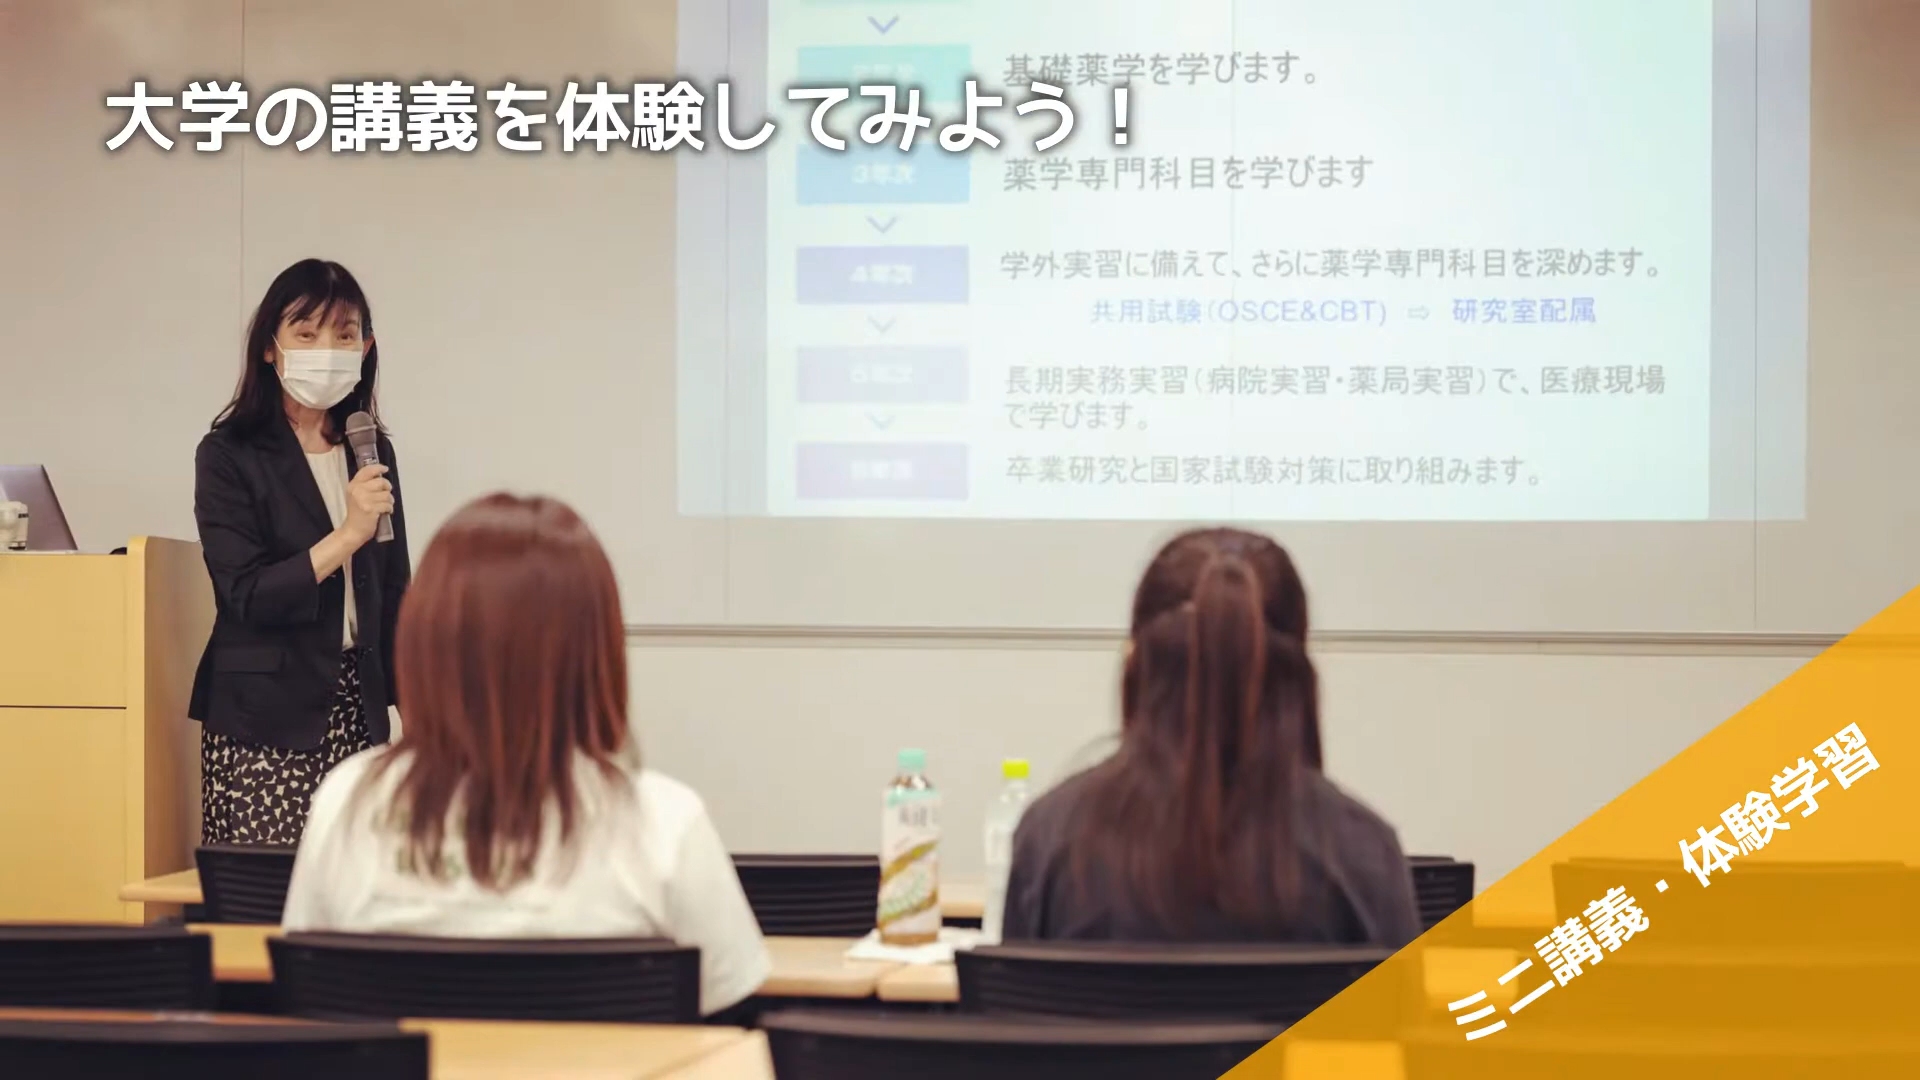 大学の講義を体験してみよう!
基礎薬学を学びます。
3年次
薬学専門科目を学びます
4年次
学外実習に備えて、さらに薬学専門科目を深めます。
共用試験(OSCE&CBT) ⇨ 研究室配属
長期実務実習(病院実習・薬局実習)で、医療現場
で学びます。
卒業研究と国家試験対策に取り組みます。
ミニ講義・体験学習